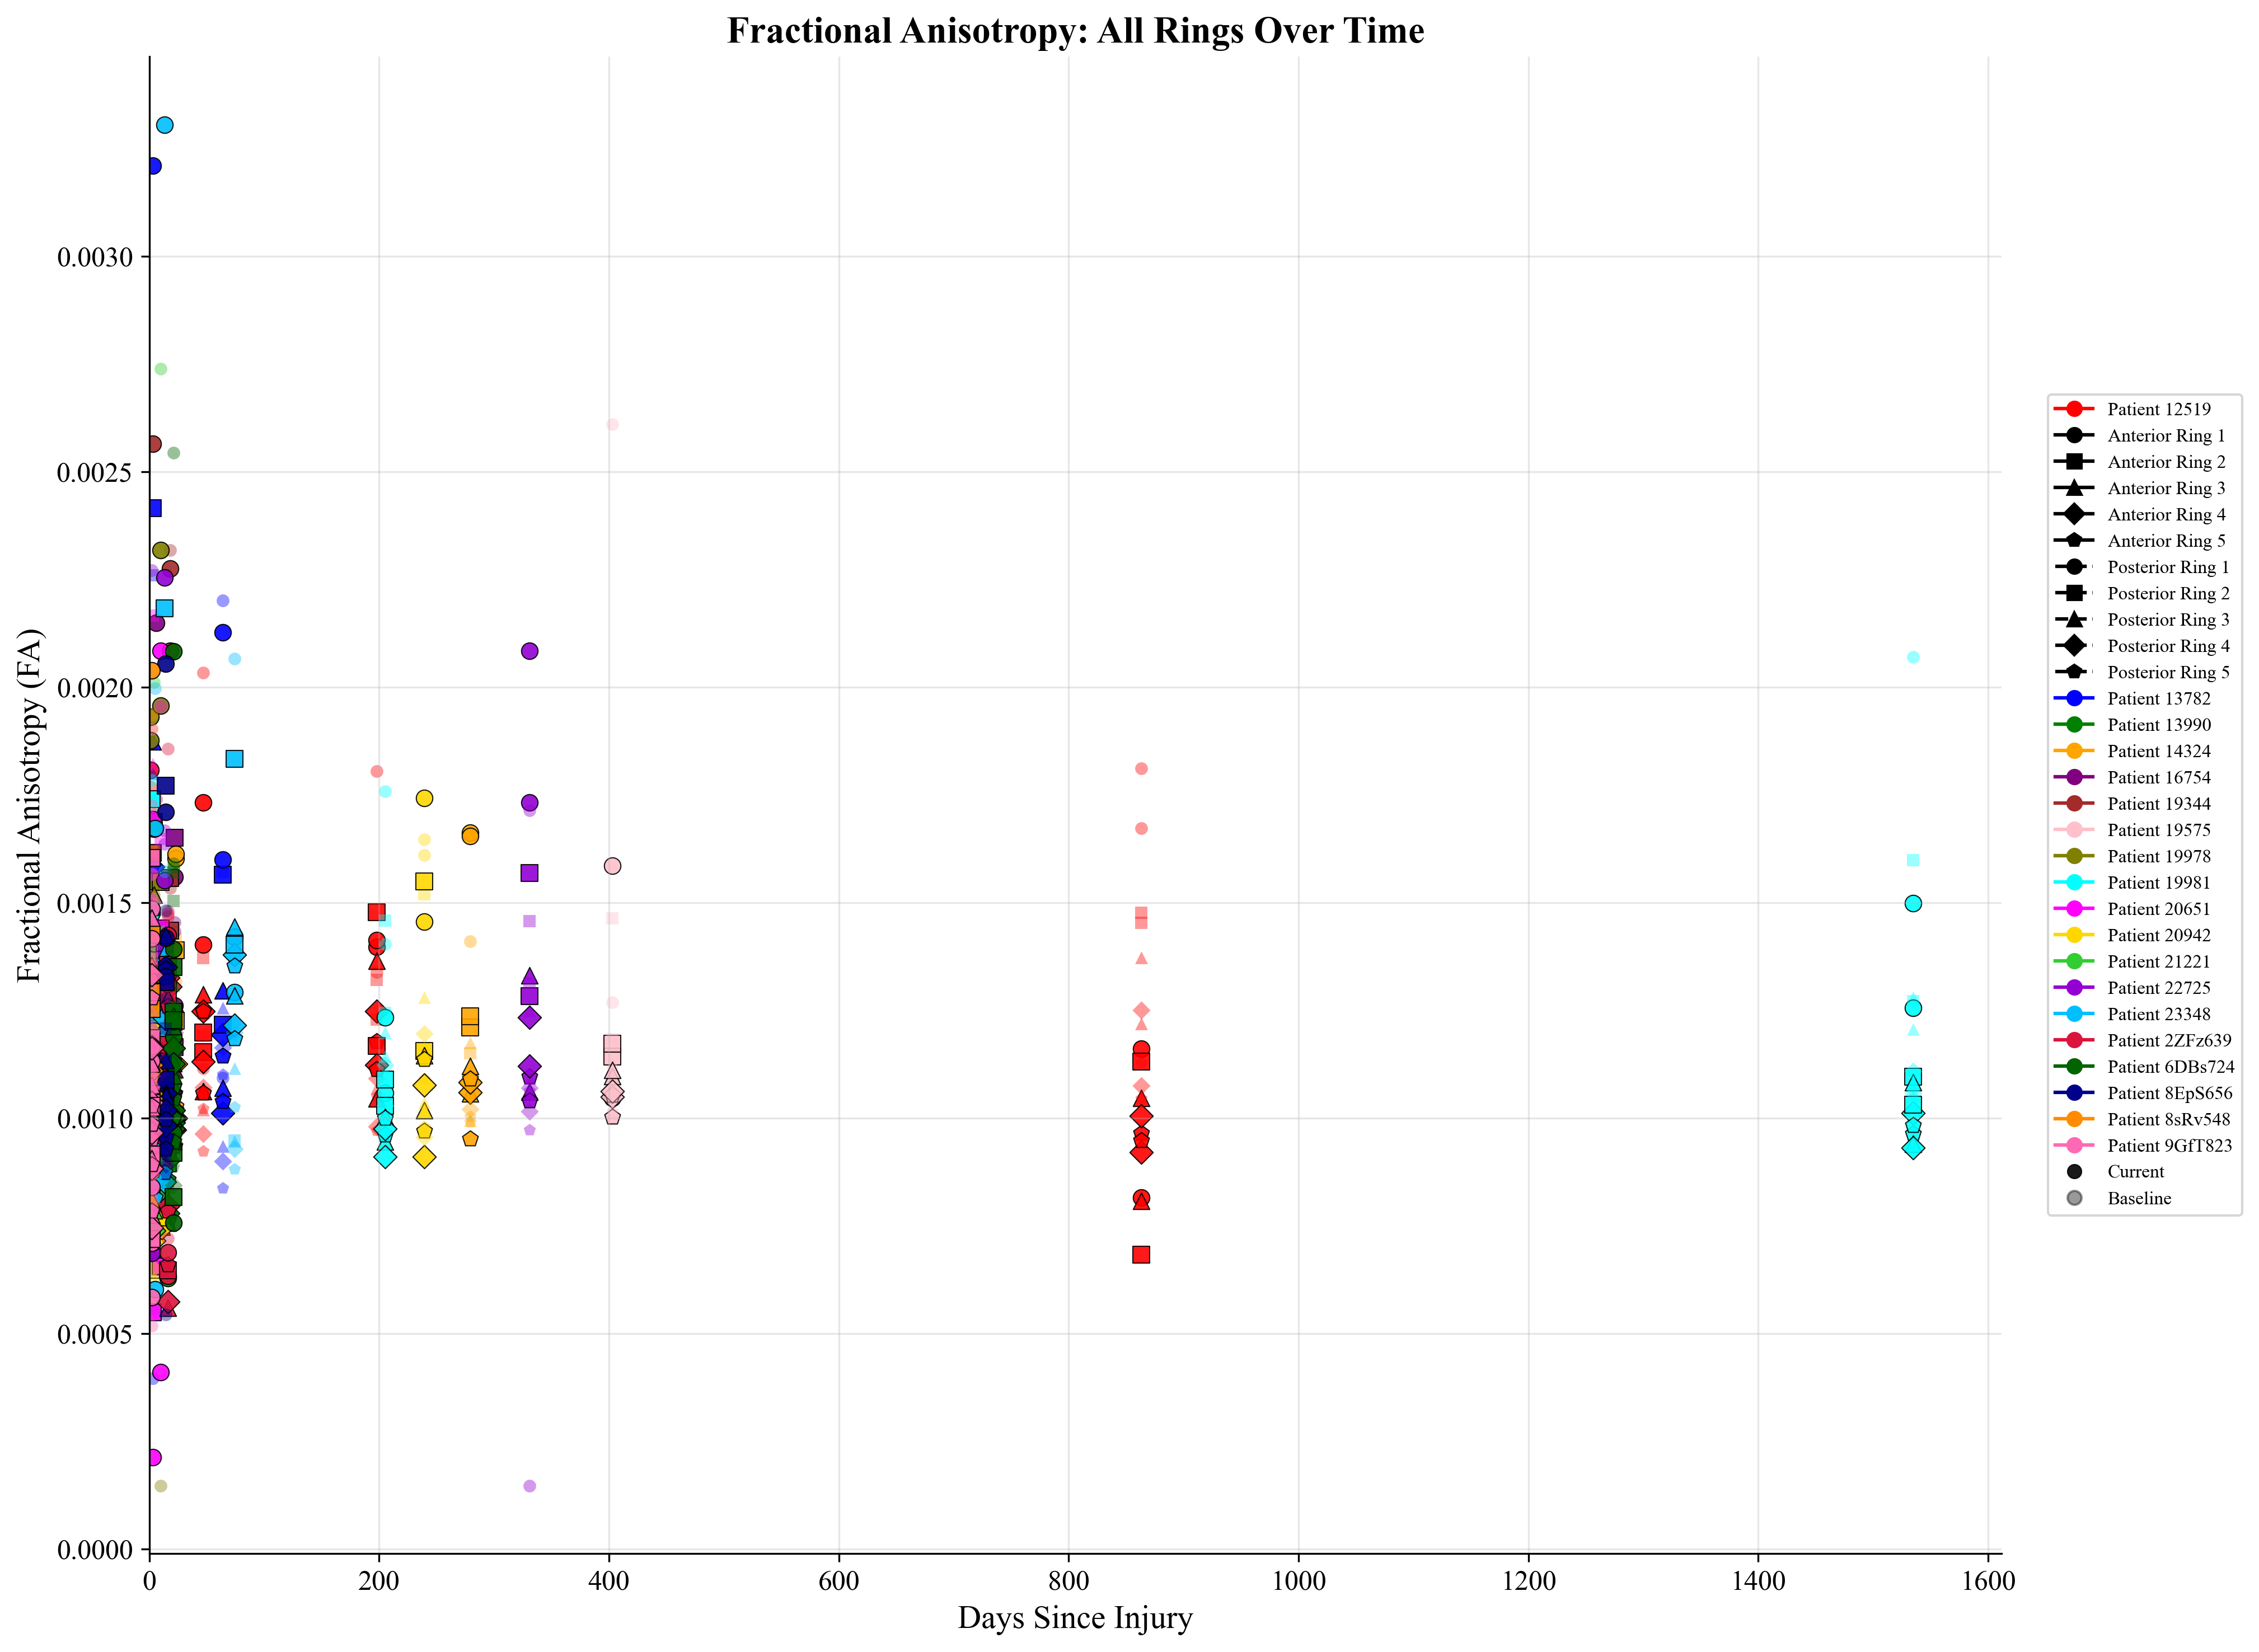 Fractional Anisotropy: All Rings Over Time
Fractional Anisotropy (FA)
0.0030
0.0025
0.0020
0.0015
0.0010
0.0005
0.0000
0
200
400
600
800
1000
1200
1400
1600
Days Since Injury
Patient 12519
Anterior Ring 1
Anterior Ring 2
Anterior Ring 3
Anterior Ring 4
Anterior Ring 5
Posterior Ring 1
Posterior Ring 2
Posterior Ring 3
Posterior Ring 4
Posterior Ring 5
Patient 13782
Patient 13990
Patient 14324
Patient 16754
Patient 19344
Patient 19575
Patient 19978
Patient 19981
Patient 20651
Patient 20942
Patient 21221
Patient 22725
Patient 23348
Patient 2ZFz639
Patient 6DBs724
Patient 8EpS656
Patient 8sRv548
Patient 9GfT823
Current
Baseline